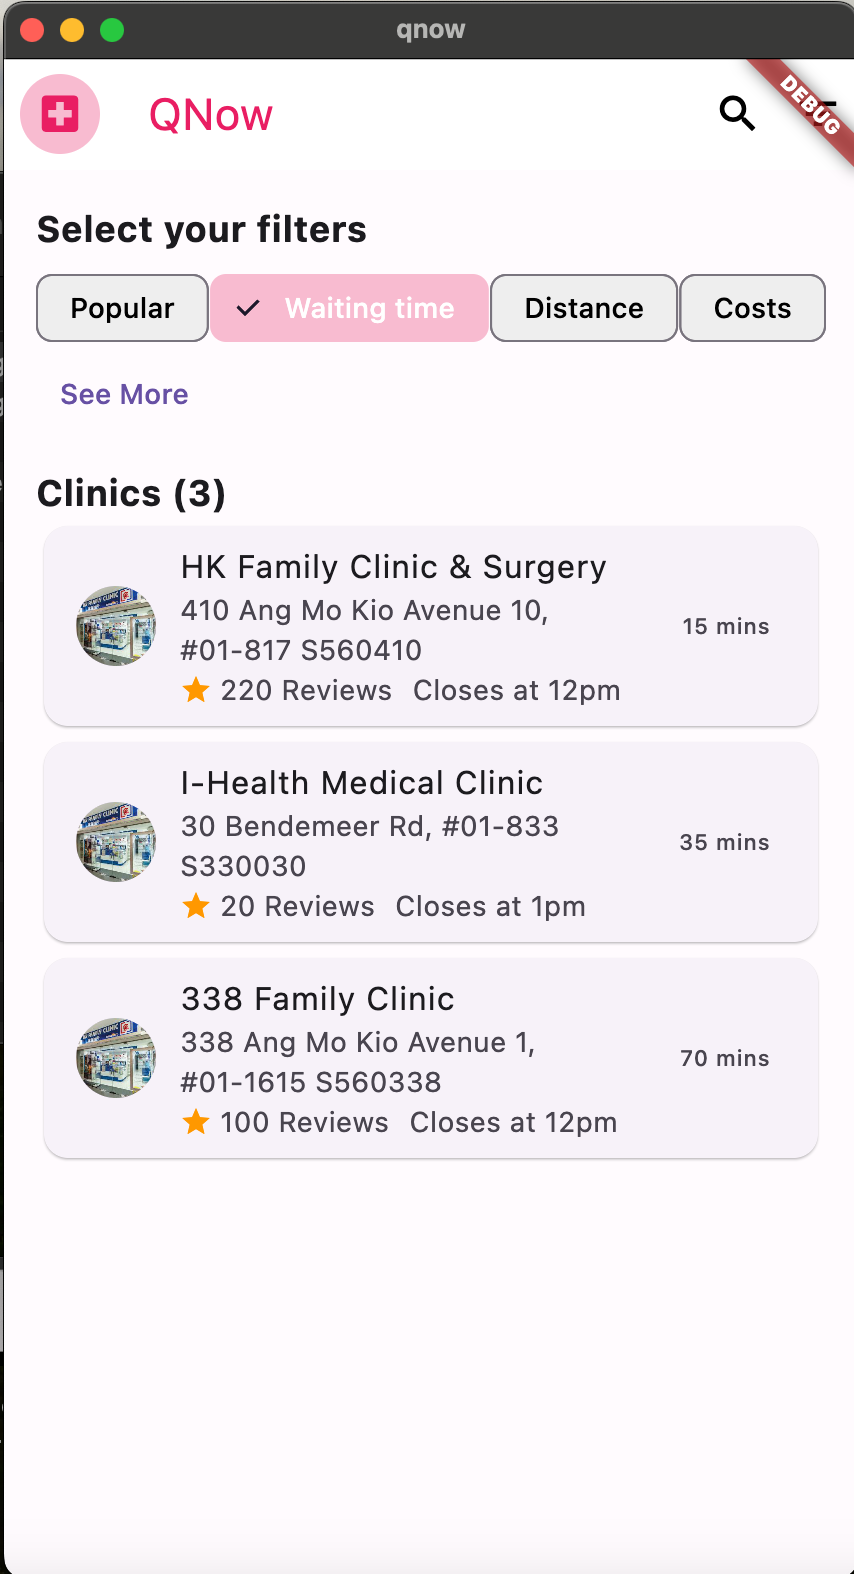 qnow
QNow
DEBUG
Select your filters
Popular
Waiting time
Distance
Costs
See More
Clinics (3)
HK Family Clinic & Surgery
410 Ang Mo Kio Avenue 10,
#01-817 S560410
220 Reviews Closes at 12pm
15 mins
I-Health Medical Clinic
30 Bendemeer Rd, #01-833
S330030
20 Reviews Closes at 1pm
35 mins
338 Family Clinic
338 Ang Mo Kio Avenue 1,
#01-1615 S560338
100 Reviews Closes at 12pm
70 mins